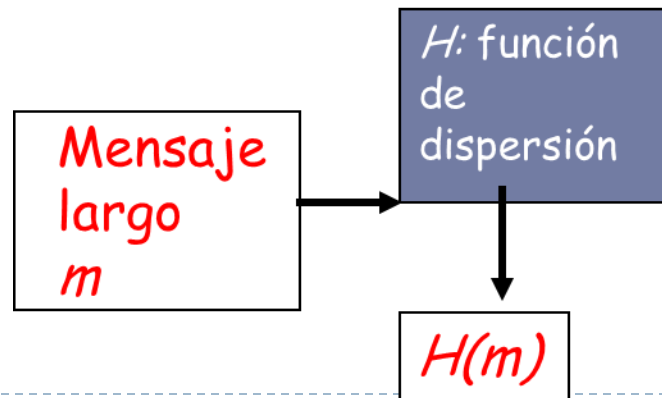 H: función
de
dispersión
Mensaje
largo
m
H(m)